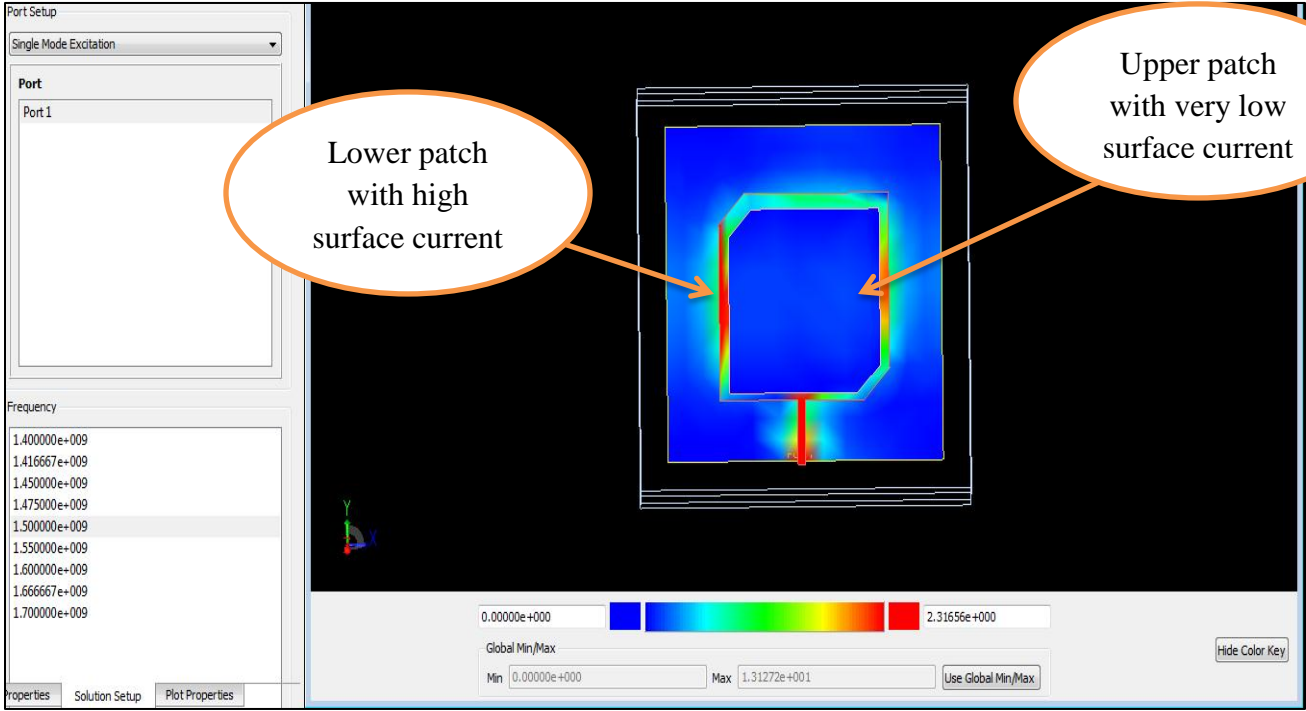 Port Setup
Single Mode Excitation
Port
Port 1
Lower patch
with high
surface current
Upper patch
with very low
surface current
Frequency
1.400000e+009
1.416667e+009
1.450000e+009
1.475000e+009
1.500000e+009
1.550000e+009
1.600000e+009
1.666667e+009
1.700000e+009
Y
X
0.00000e+000
2.31656e+000
Global Min/Max
Min 0.00000e+000 Max 1.31272e+001 Use Global Min/Max
Hide Color Key
Properties Solution Setup Plot Properties